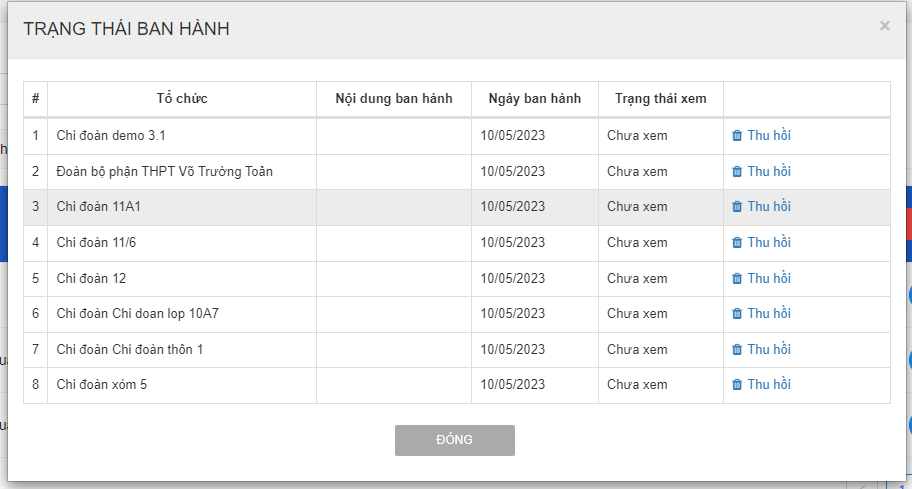 TRẠNG THÁI BAN HÀNH
×
# Tổ chức Nội dung ban hành Ngày ban hành Trạng thái xem
1 Chi đoàn demo 3.1 10/05/2023 Chưa xem Thu hồi
2 Đoàn bộ phận THPT Võ Trường Toản 10/05/2023 Chưa xem Thu hồi
3 Chi đoàn 11A1 10/05/2023 Chưa xem Thu hồi
4 Chi đoàn 11/6 10/05/2023 Chưa xem Thu hồi
5 Chi đoàn 12 10/05/2023 Chưa xem Thu hồi
6 Chi đoàn Chi doan lop 10A7 10/05/2023 Chưa xem Thu hồi
7 Chi đoàn Chi đoàn thôn 1 10/05/2023 Chưa xem Thu hồi
8 Chi đoàn xóm 5 10/05/2023 Chưa xem Thu hồi
ĐÓNG